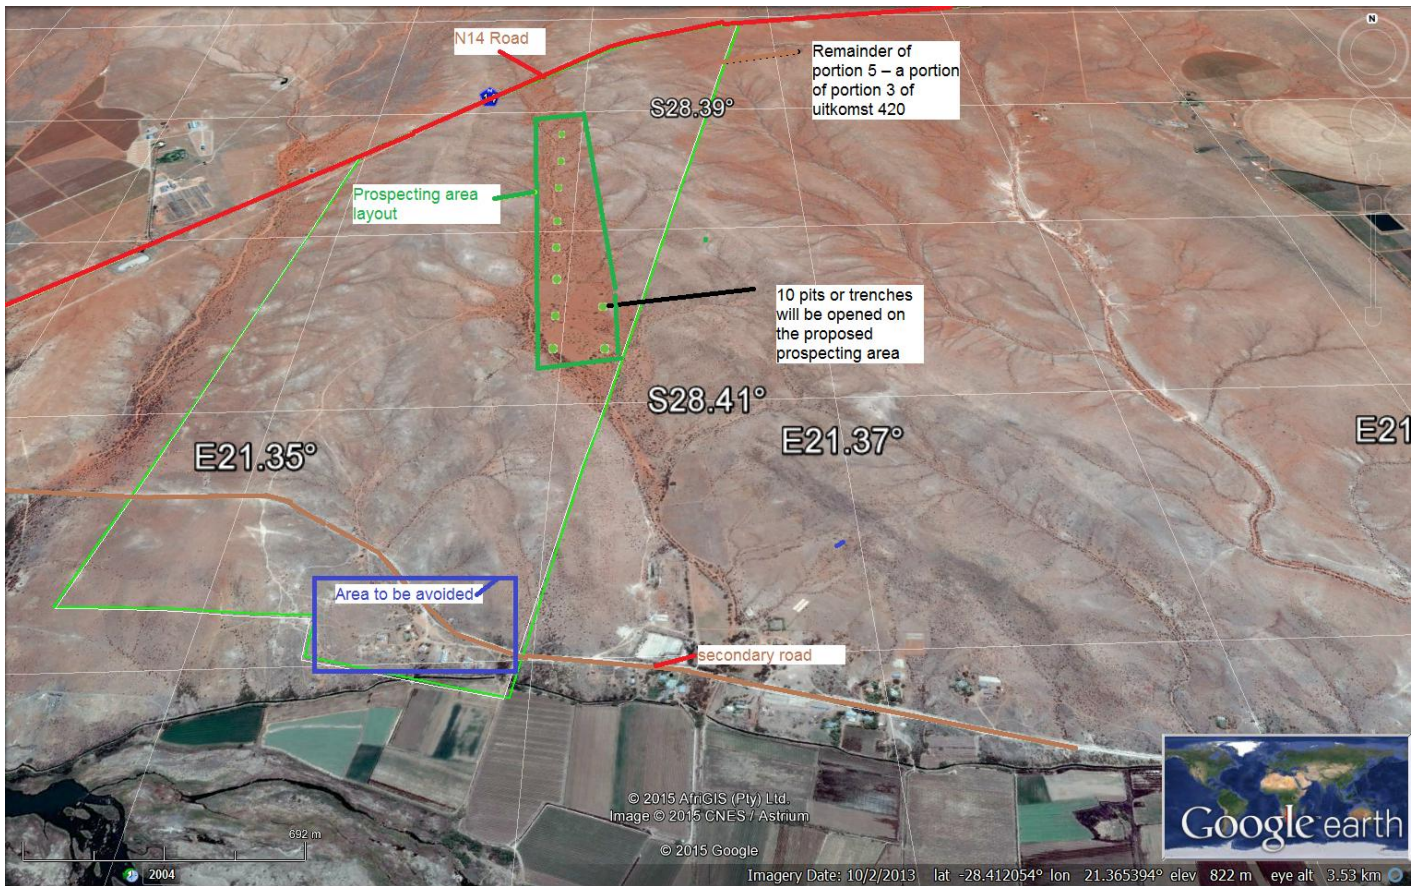 N14 Road
Remainder of
portion 5 – a portion
of portion 3 of
uitkomst 420
N
S28.39°
Prospecting area
layout
10 pits or trenches
will be opened on
the proposed
prospecting area
S28.41°
E21.35°
E21.37°
E21
Area to be avoided
secondary road
© 2015 AfriGIS (Pty) Ltd.
Image © 2015 CNES / Astrium
© 2015 Google
692 m
2004
Google earth
Imagery Date: 10/2/2013 lat -28.412054° lon 21.365394° elev 822 m eye alt 3.53 km